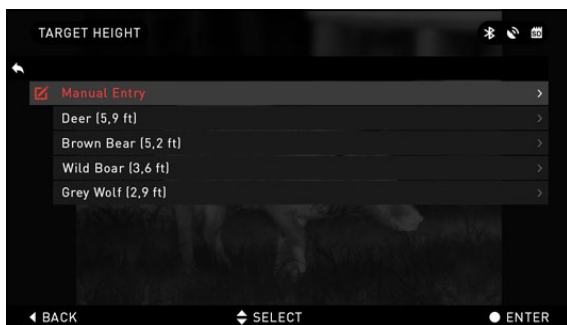 TARGET HEIGHT
SD
Manual Entry
Deer (5,9 ft)
Brown Bear (5,2 ft)
Wild Boar (3,6 ft)
Grey Wolf (2,9 ft)
BACK SELECT ENTER